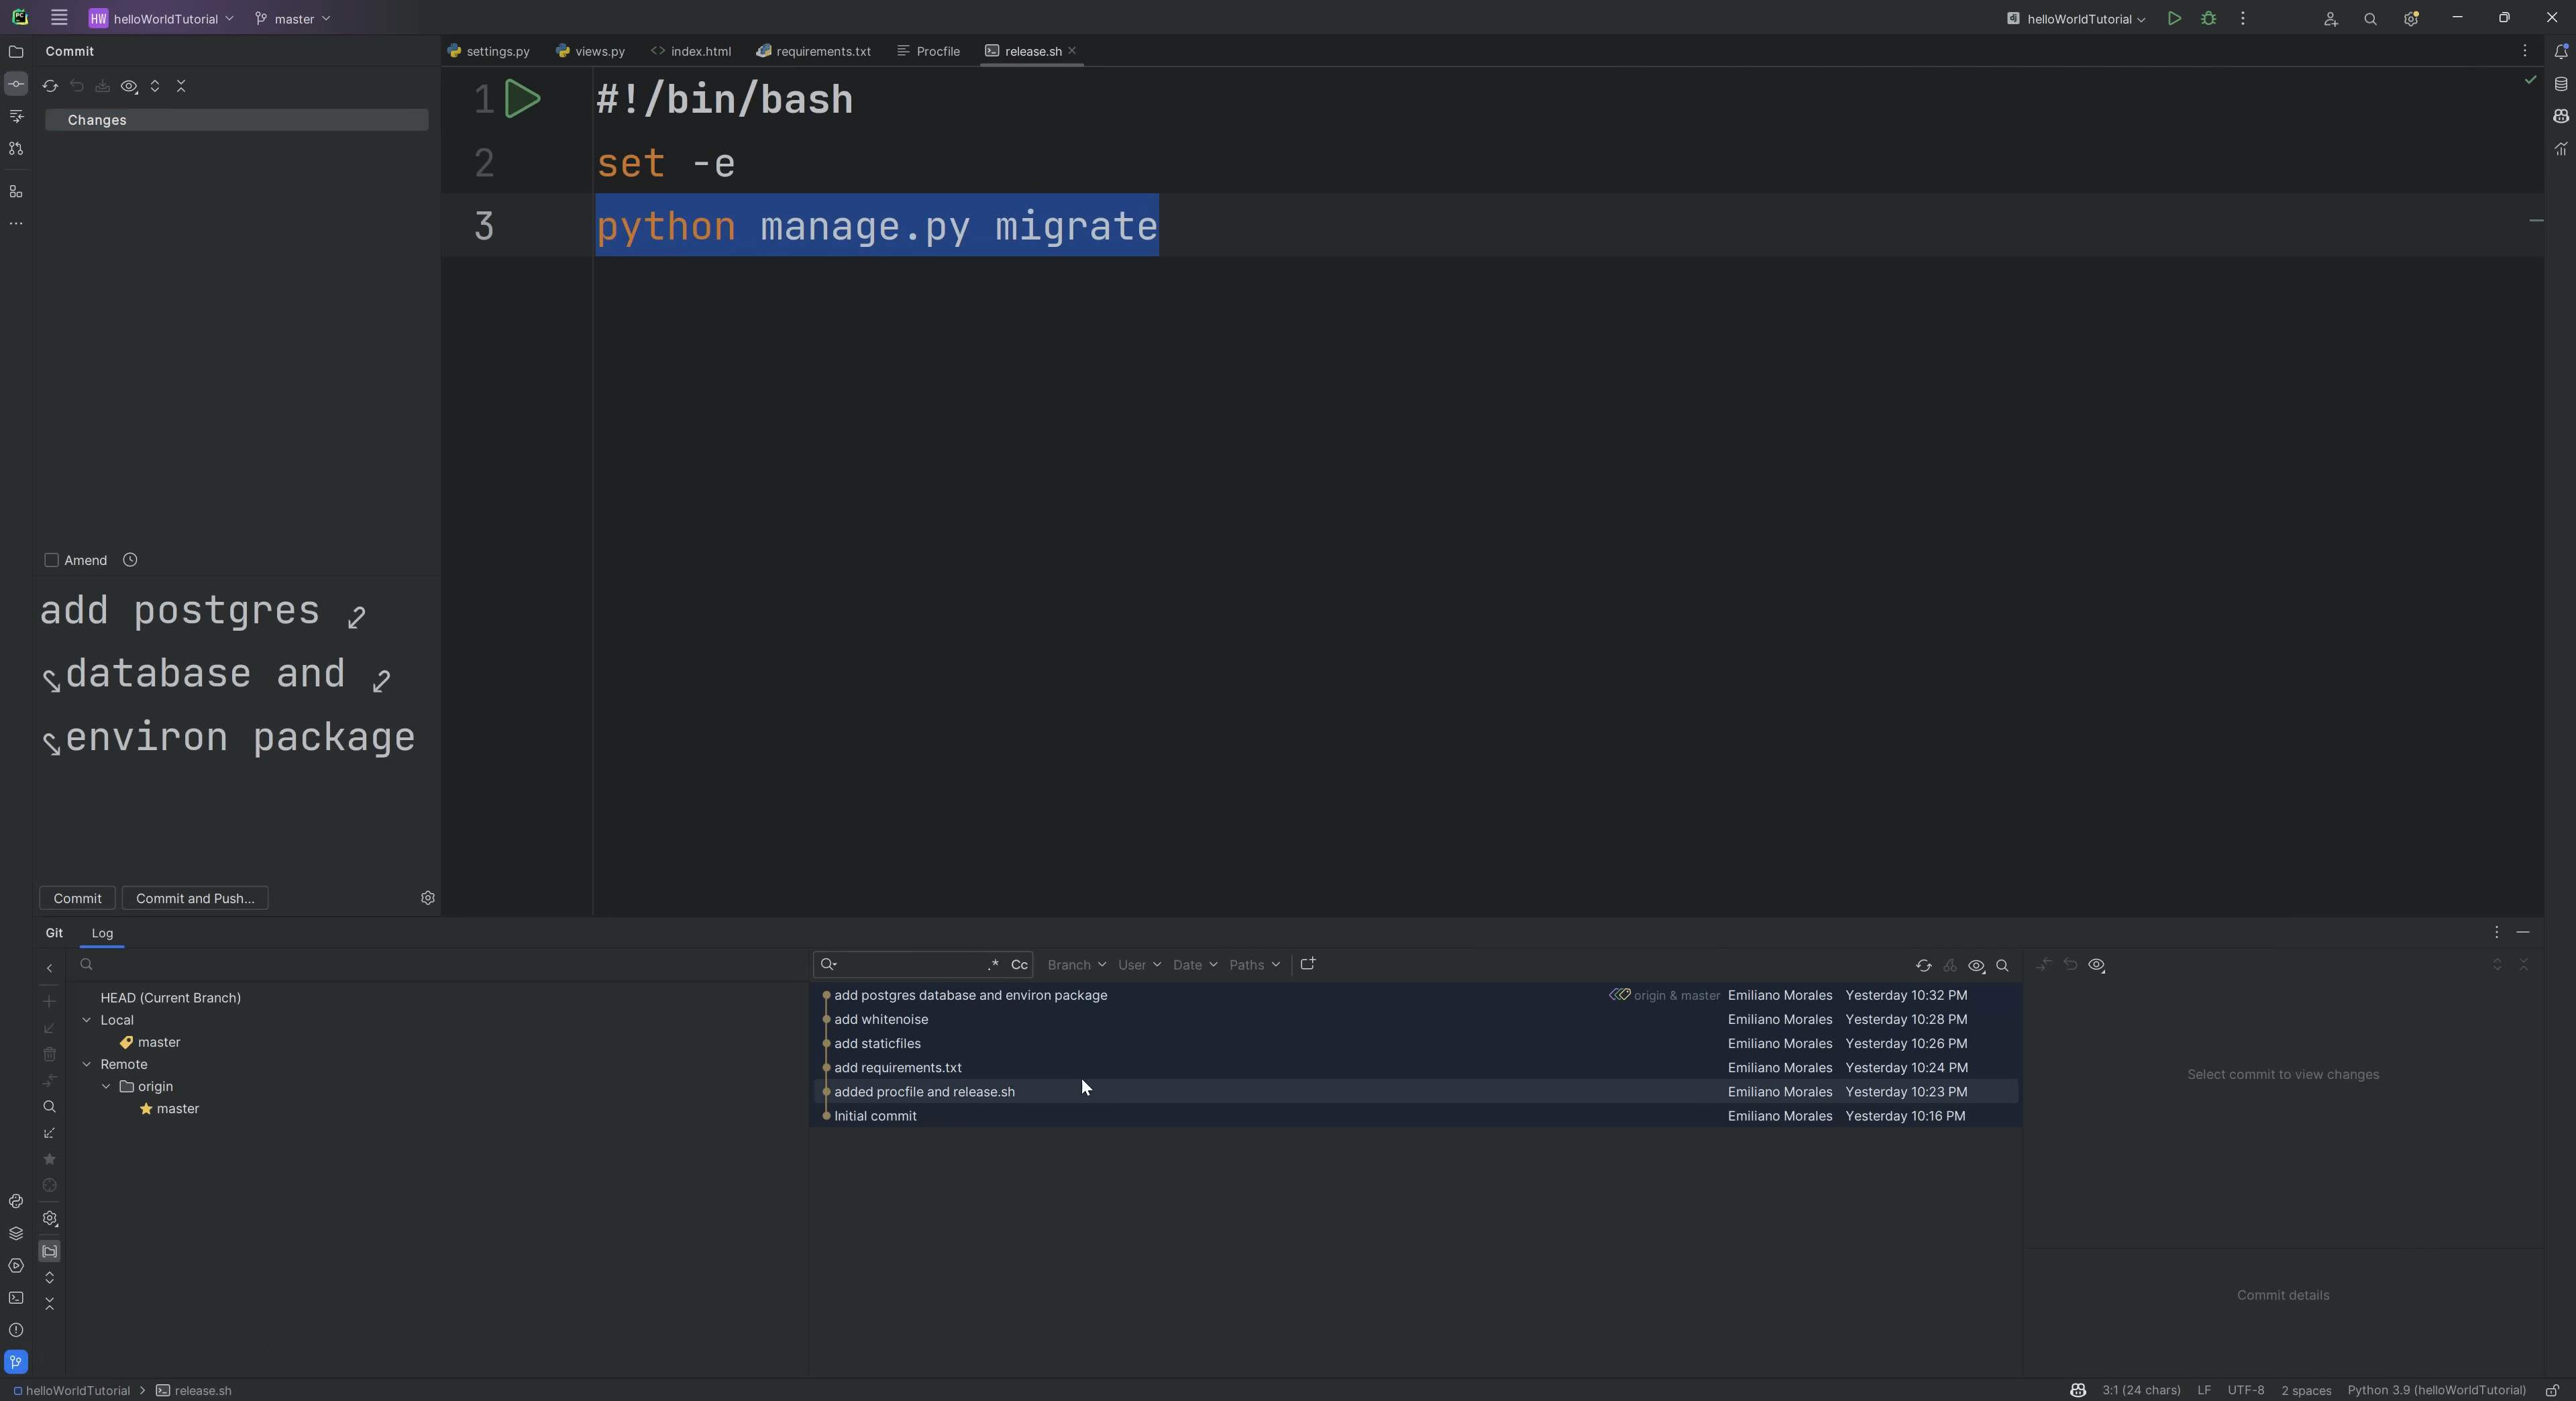 HW helloWorldTutorial master helloWorldTutorial
Commit
settings.py views.py index.html requirements.txt Procfile release.sh
Changes
1 #!/bin/bash
2 set -e
3 python manage.py migrate
Amend
add postgres
database and
environ package
Commit Commit and Push...
Git Log
.* Cc Branch User Date Paths
HEAD (Current Branch)
Local
master
Remote
origin
master
add postgres database and environ package origin & master Emiliano Morales Yesterday 10:32 PM
add whitenoise Emiliano Morales Yesterday 10:28 PM
add staticfiles Emiliano Morales Yesterday 10:26 PM
add requirements.txt Emiliano Morales Yesterday 10:24 PM
added procfile and release.sh Emiliano Morales Yesterday 10:23 PM
Initial commit Emiliano Morales Yesterday 10:16 PM
Select commit to view changes
Commit details
helloWorldTutorial release.sh 3:1 (24 chars) LF UTF-8 2 spaces Python 3.9 (helloWorldTutorial)